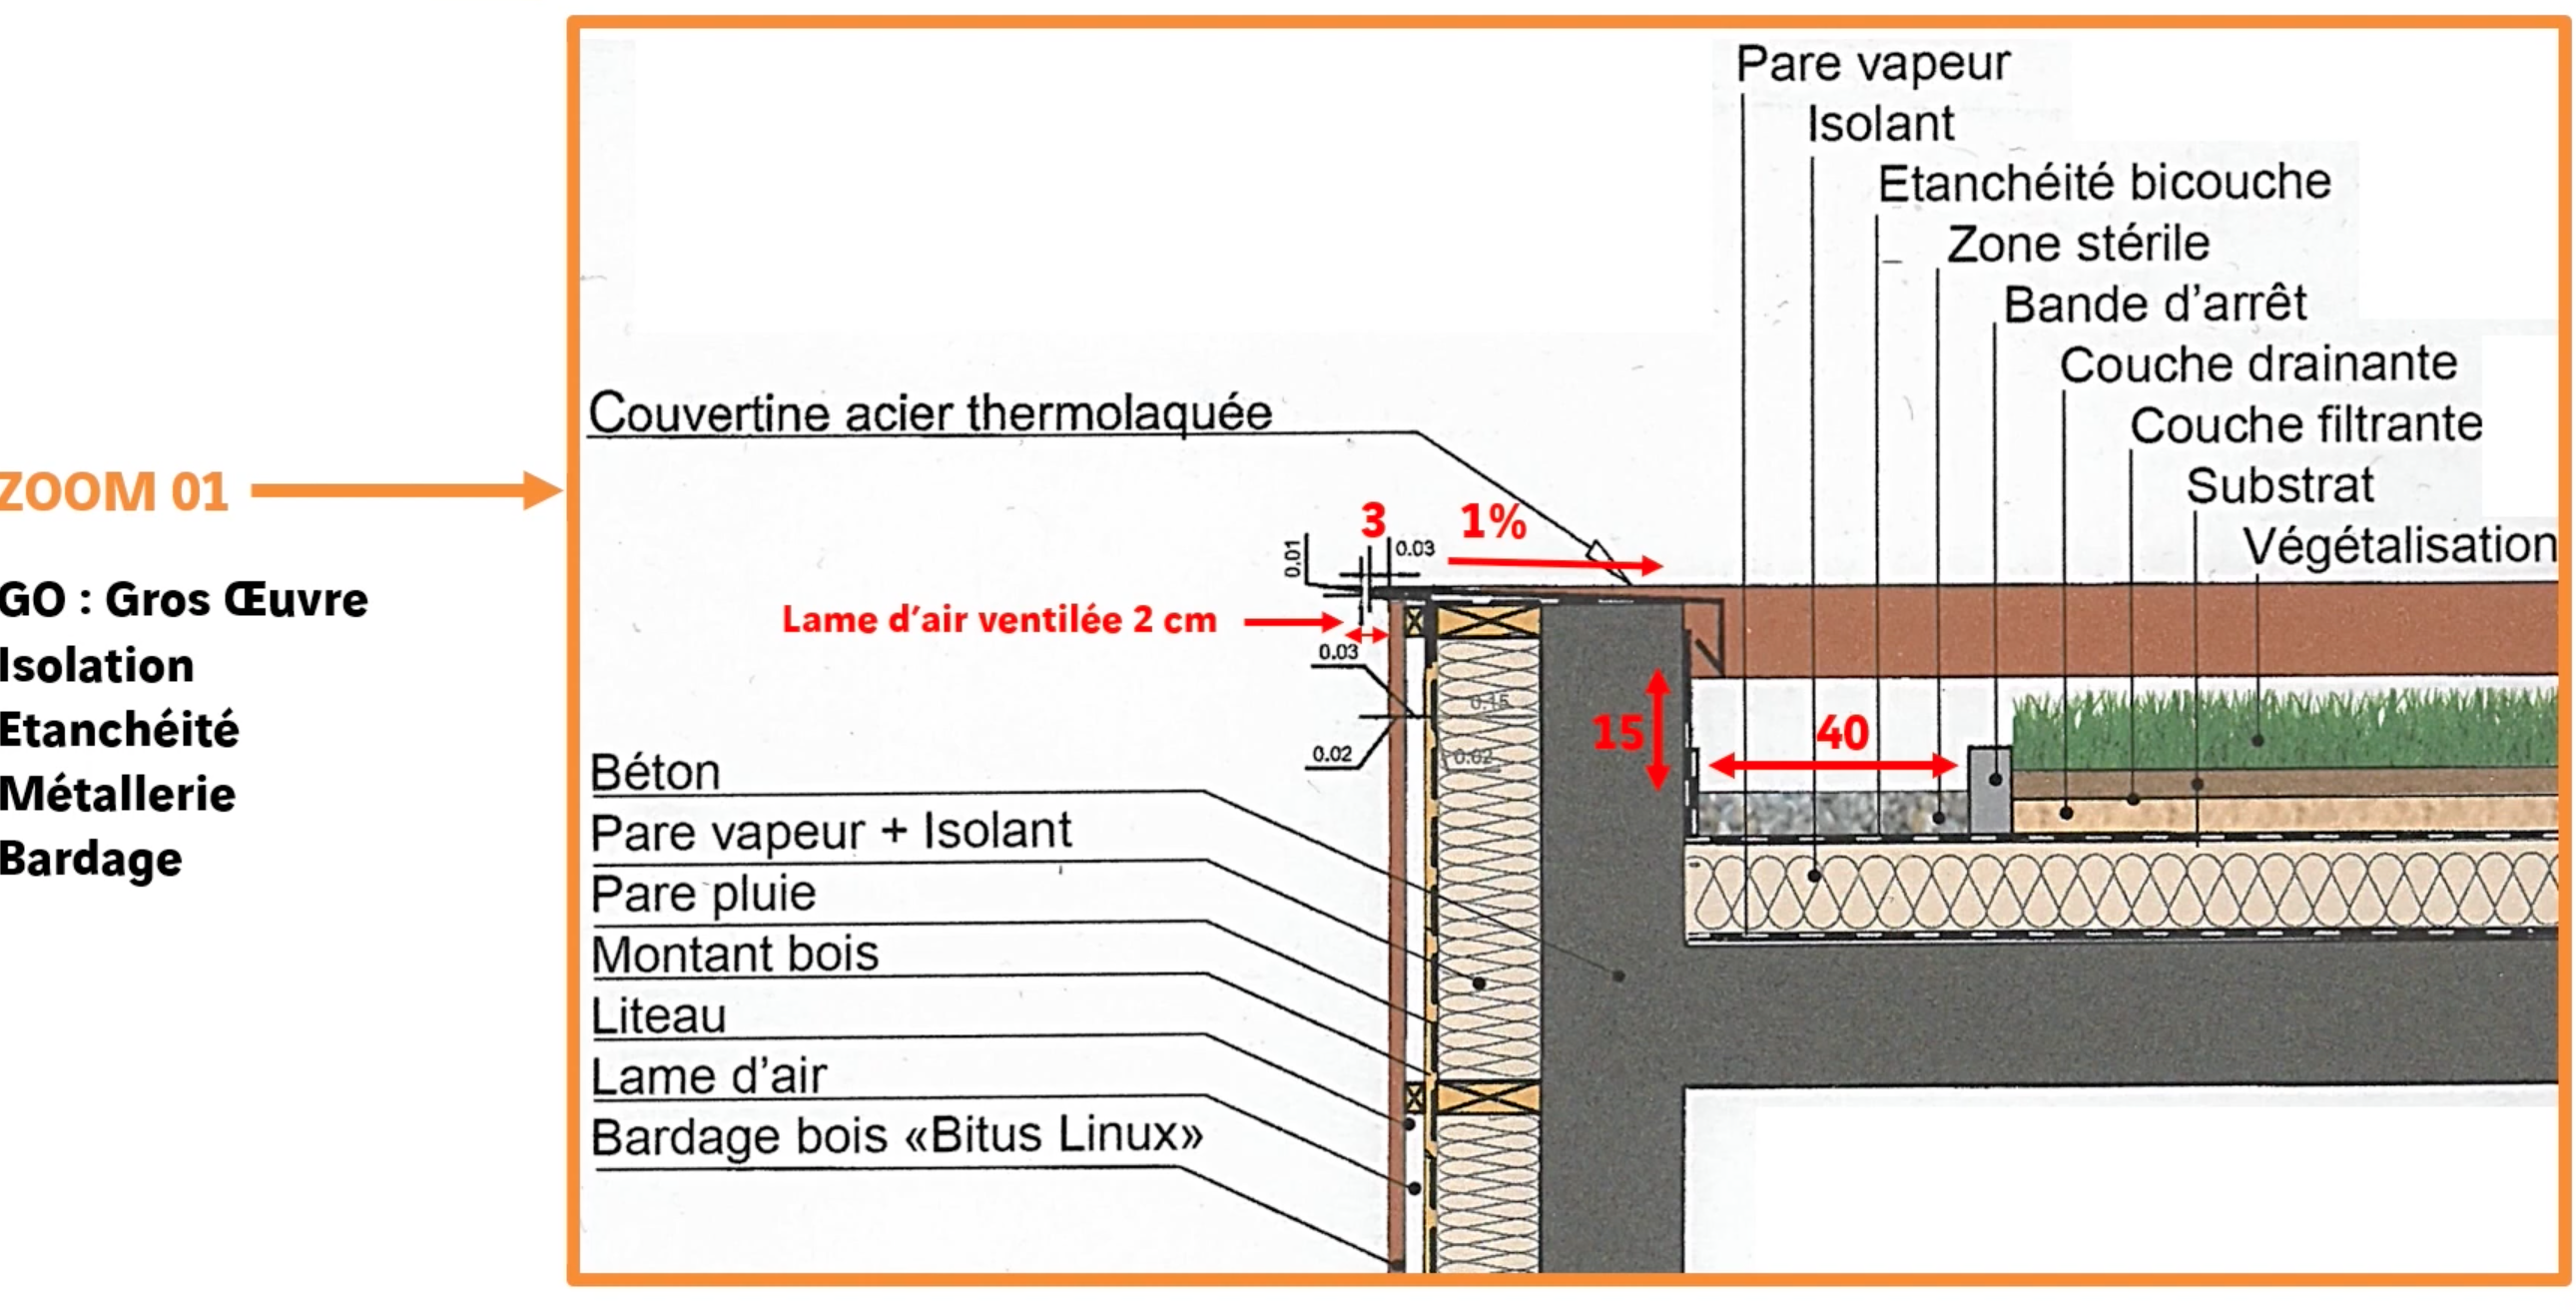 Pare vapeur
Isolant
Etanchéité bicouche
Zone stérile
Bande d'arrêt
Couche drainante
Couche filtrante
Substrat
Végétalisation
Couvertine acier thermolaquée
ZOOM 01
GO : Gros Œuvre
Isolation
Etanchéité
Métallerie
Bardage
3
1%
0.01
0.03
Lame d'air ventilée 2 cm
0.03
0.15
0.02
0.02
15
40
Béton
Pare vapeur + Isolant
Pare pluie
Montant bois
Liteau
Lame d'air
Bardage bois «Bitus Linux»